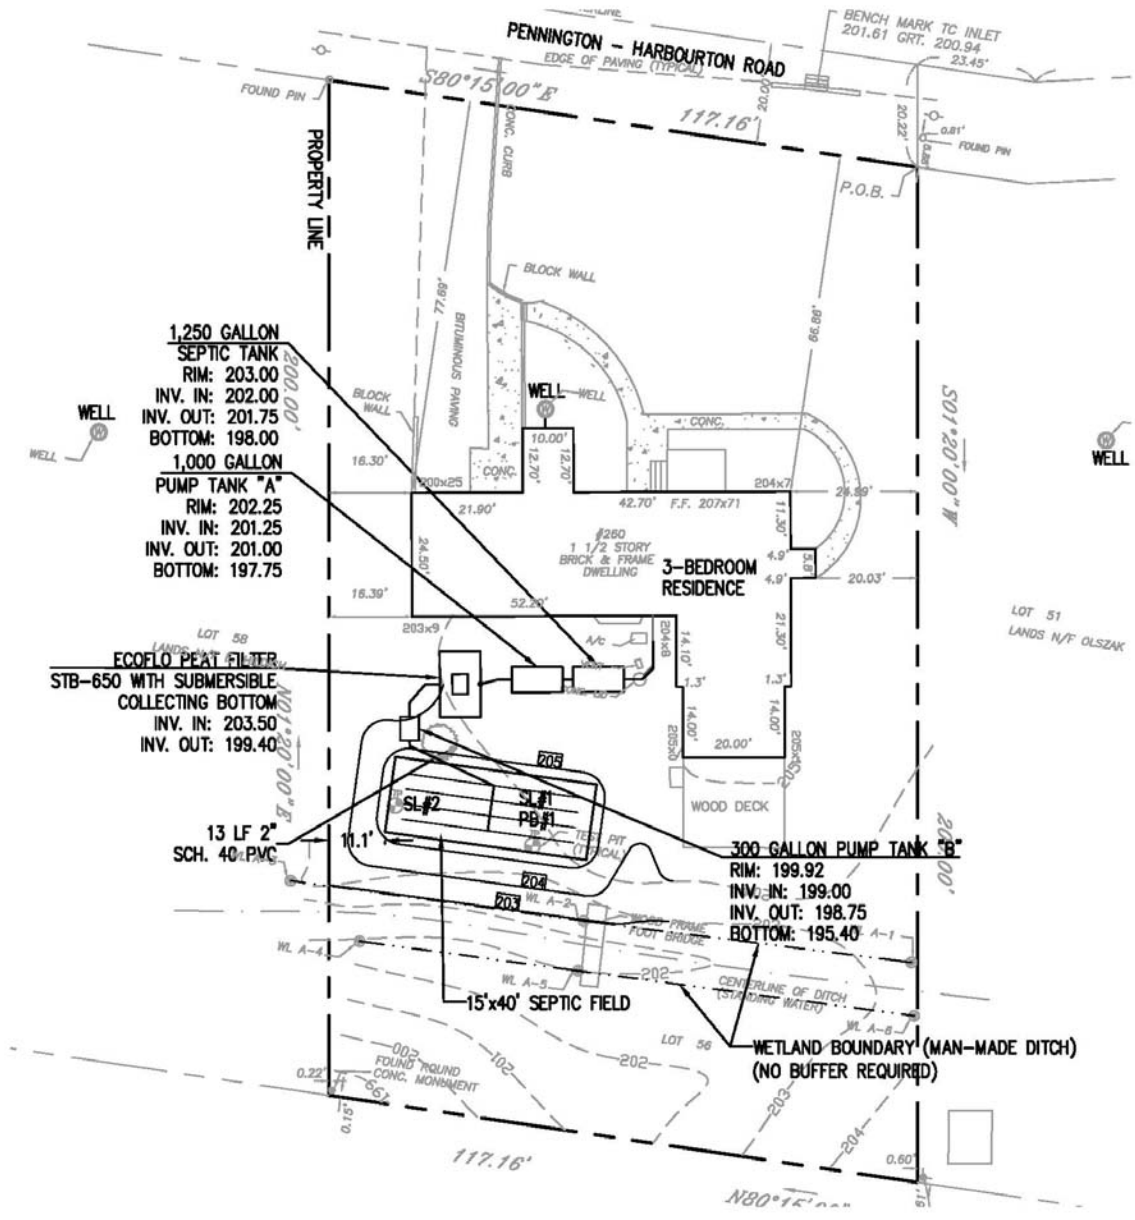 PENNINGTON - HARBOURTON ROAD
EDGE OF PAVING (TYPICAL)
BENCH MARK TC INLET
201.61 GRT. 200.94
23.45'
FOUND PIN
S80°15'00"E
117.16'
20.00'
20.22'
0.81'
FOUND PIN
P.O.B.
PROPERTY LINE
CONC. CURB
BLOCK WALL
77.69'
BITUMINOUS PAVING
66.86'
1,250 GALLON
SEPTIC TANK
RIM: 203.00
INV. IN: 202.00
INV. OUT: 201.75
BOTTOM: 198.00
200.00'
BLOCK
WALL
WELL
WELL
WELL
WELL
CONC.
S01°20'00"W
WELL
WELL
1,000 GALLON
PUMP TANK "A"
RIM: 202.25
INV. IN: 201.25
INV. OUT: 201.00
BOTTOM: 197.75
16.30'
10.00'
12.70'
12.70'
CONC.
200x25
204x7
21.90'
42.70'
F.F. 207x71
11.30'
24.50'
#260
1 1/2 STORY
BRICK & FRAME
DWELLING
3-BEDROOM
RESIDENCE
4.9'
5.8'
4.9'
20.03'
16.39'
52.20'
21.30'
203x9
A/C
204x8
14.10'
LOT 51
LANDS N/F OLSZAK
LOT 58
ECOFLO PEAT FILTER
STB-650 WITH SUBMERSIBLE
COLLECTING BOTTOM
INV. IN: 203.50
INV. OUT: 199.40
N01°20'00"E
1.3'
1.3'
14.00'
14.00'
20.00'
205
WOOD DECK
SL#2
SL#1
PB#1
TEST PIT
(TYPICAL)
13 LF 2"
SCH. 40 PVC
11.1'
300 GALLON PUMP TANK "B"
RIM: 199.92
INV. IN: 199.00
INV. OUT: 198.75
BOTTOM: 195.40
200.00'
204
203
WL A-2
WOOD FRAME
FOOT BRIDGE
WL A-1
WL A-4
WL A-5
202
CENTERLINE OF DITCH
(STANDING WATER)
WL A-6
15'x40' SEPTIC FIELD
LOT 56
WETLAND BOUNDARY (MAN-MADE DITCH)
(NO BUFFER REQUIRED)
200
201
202
FOUND ROUND
CONC. MONUMENT
199
0.22'
0.15'
203
204
0.60'
117.16'